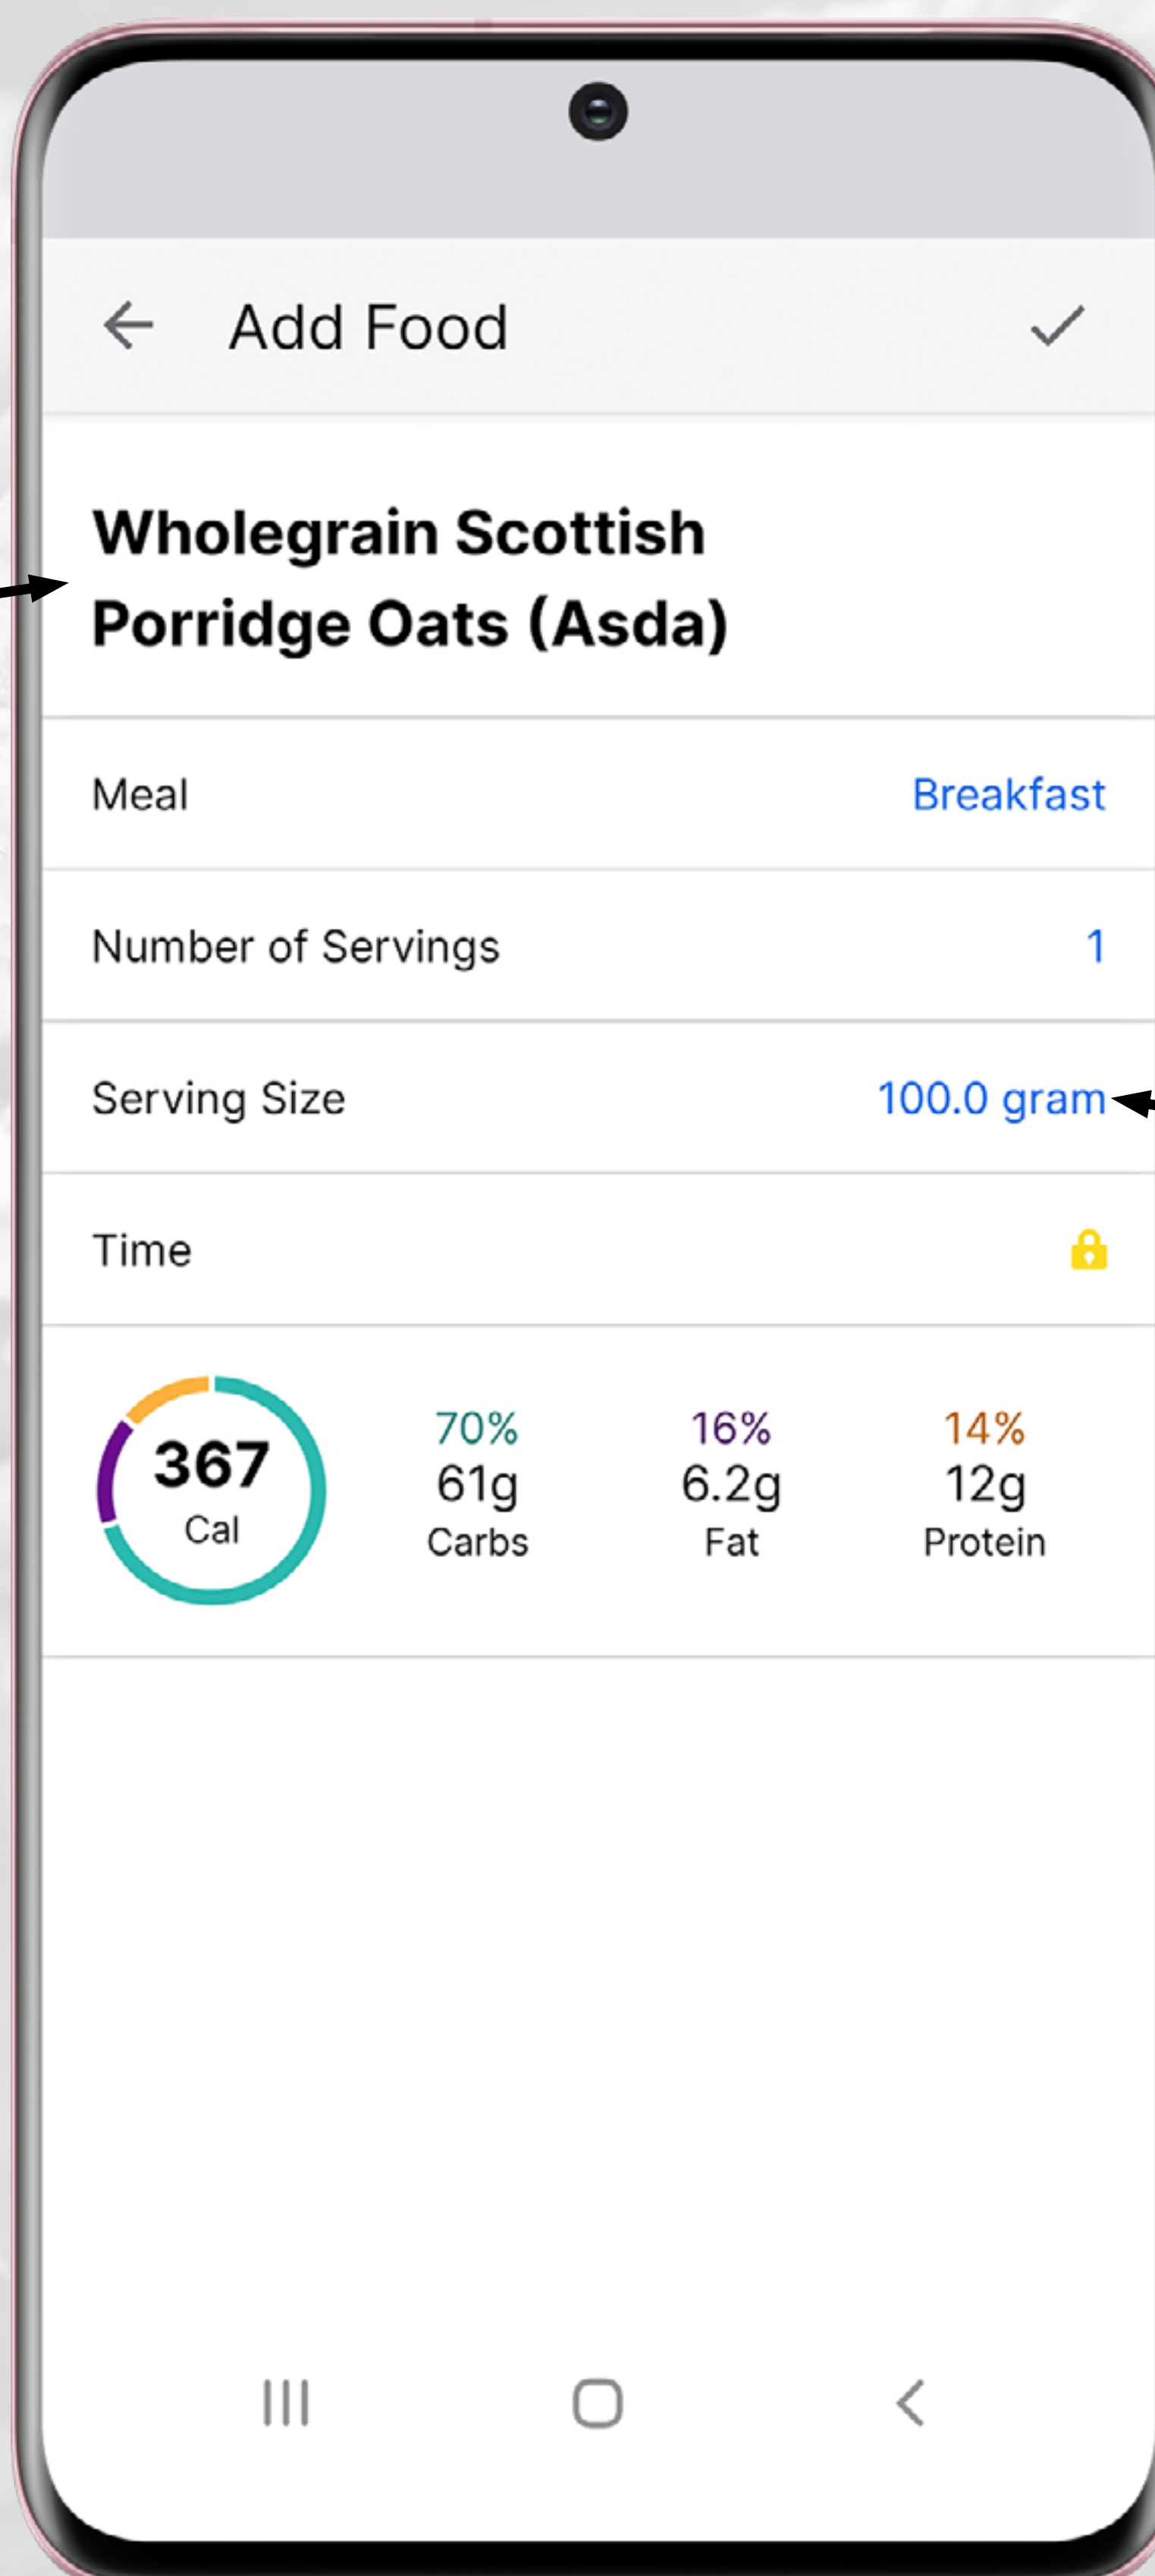 Add Food
Wholegrain Scottish
Porridge Oats (Asda)
Meal Breakfast
Number of Servings 1
Serving Size 100.0 gram
Time
367
Cal
70% 16% 14%
61g 6.2g 12g
Carbs Fat Protein